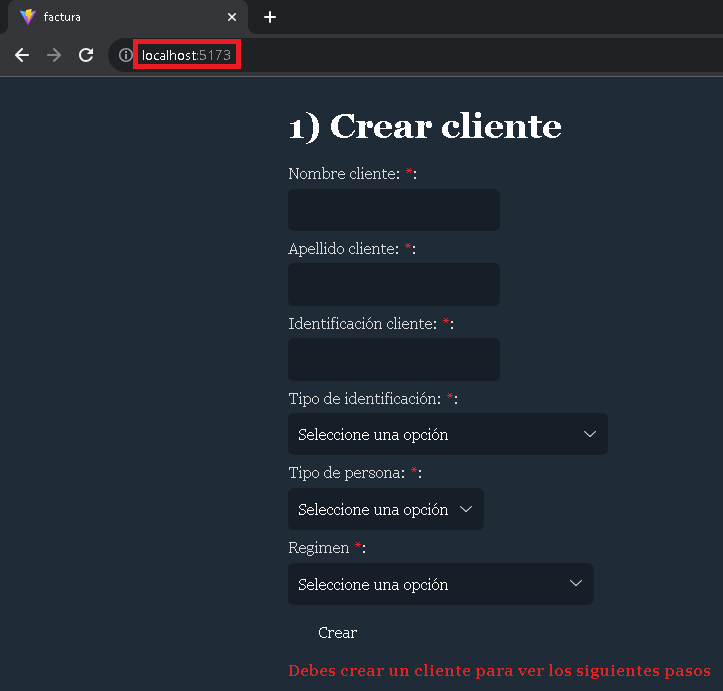 factura
localhost:5173
1) Crear cliente
Nombre cliente: *:
Apellido cliente: *:
Identificación cliente: *:
Tipo de identificación: *:
Seleccione una opción
Tipo de persona: *:
Seleccione una opción
Regimen *:
Seleccione una opción
Crear
Debes crear un cliente para ver los siguientes pasos